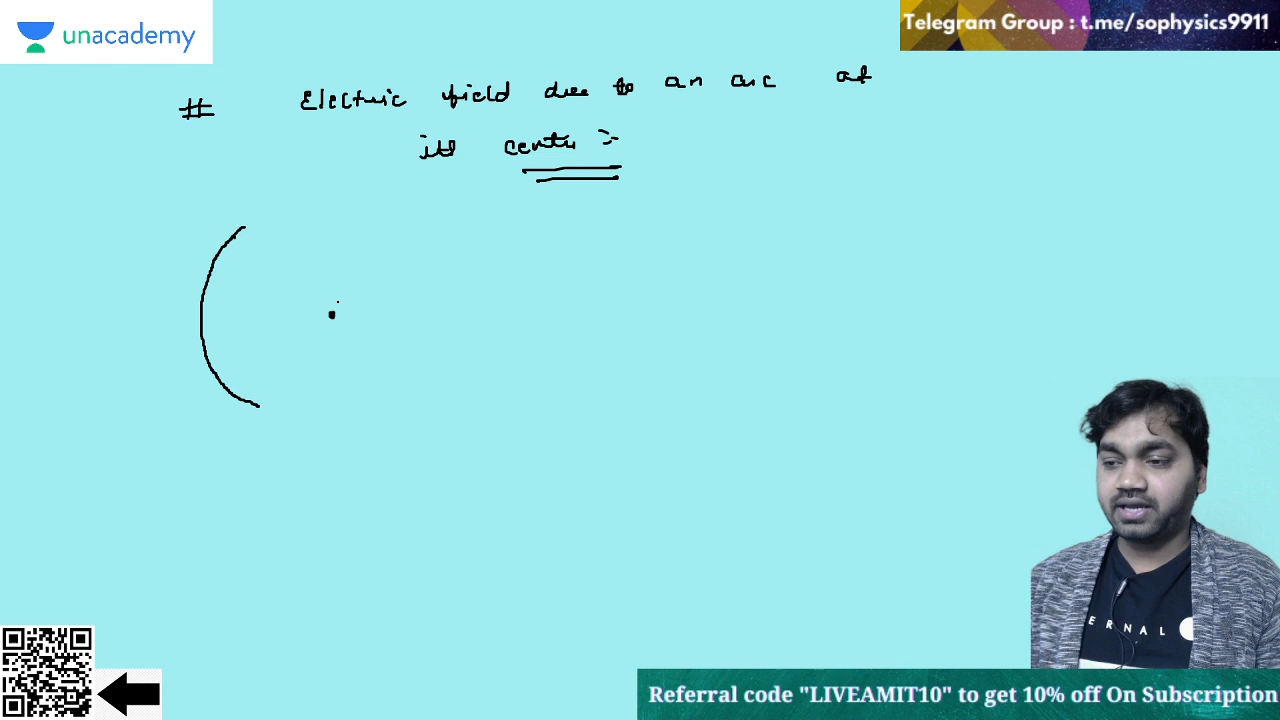 unacademy
Telegram Group : t.me/sophysics9911
# Electric field due to an arc at
its centre :-
ERNAL
Referral code "LIVEAMIT10" to get 10% off On Subscription